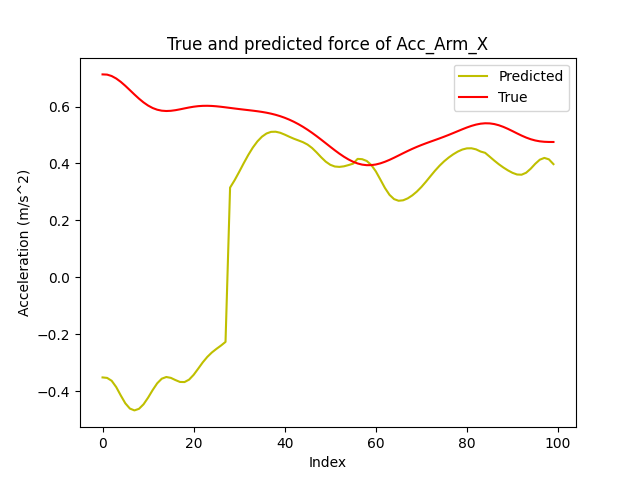 True and predicted force of Acc_Arm_X
Predicted
True
Acceleration (m/s^2)
0.6
0.4
0.2
0.0
−0.2
−0.4
0 20 40 60 80 100
Index